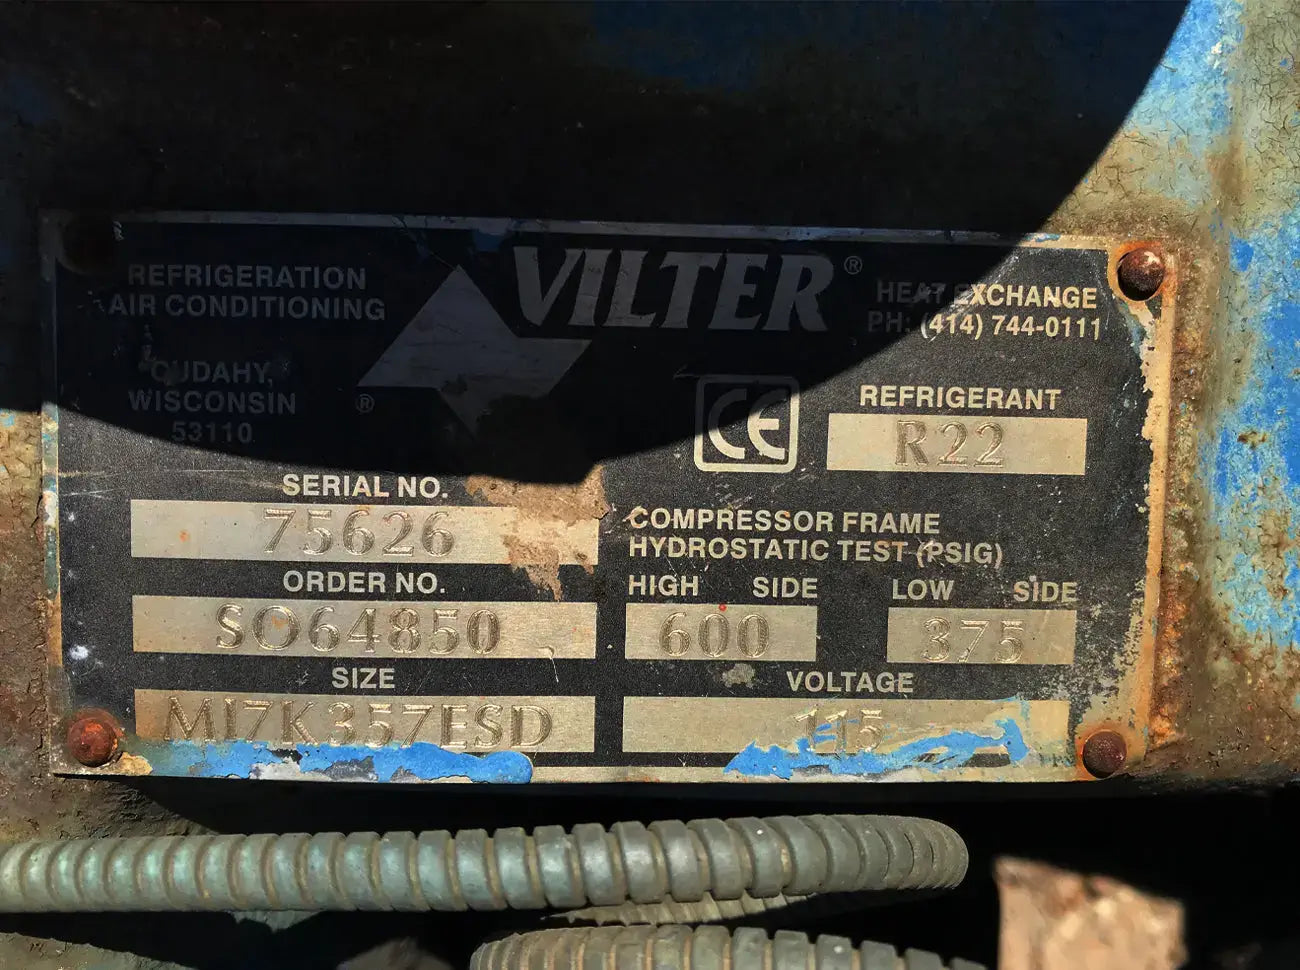 REFRIGERATION
AIR CONDITIONING
VILTER®
HEAT EXCHANGE
PH: (414) 744-0111
CUDAHY,
WISCONSIN
53110
®
CE
REFRIGERANT
R22
SERIAL NO.
75626
COMPRESSOR FRAME
HYDROSTATIC TEST (PSIG)
ORDER NO.
HIGH SIDE LOW SIDE
SO64850
600 375
SIZE
VOLTAGE
M17K357ESD
115